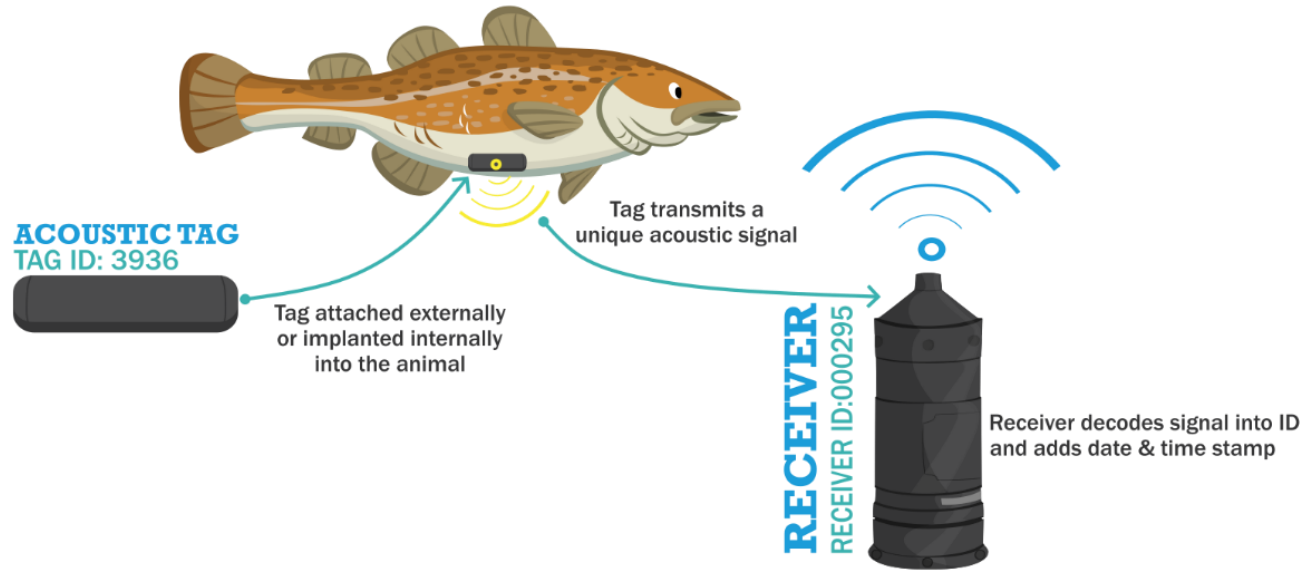 ACOUSTIC TAG
TAG ID: 3936
Tag attached externally
or implanted internally
into the animal
Tag transmits a
unique acoustic signal
RECEIVER
RECEIVER ID:000295
Receiver decodes signal into ID
and adds date & time stamp